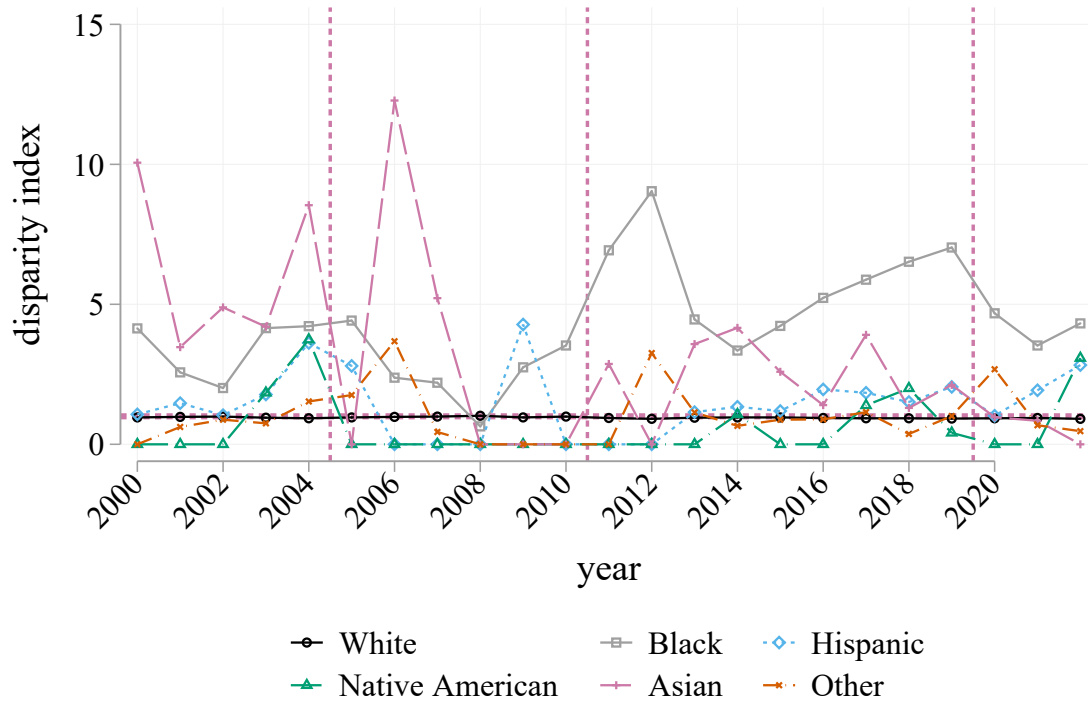 15
10
5
0
disparity index
2000 2002 2004 2006 2008 2010 2012 2014 2016 2018 2020
year
White Black Hispanic
Native American Asian Other